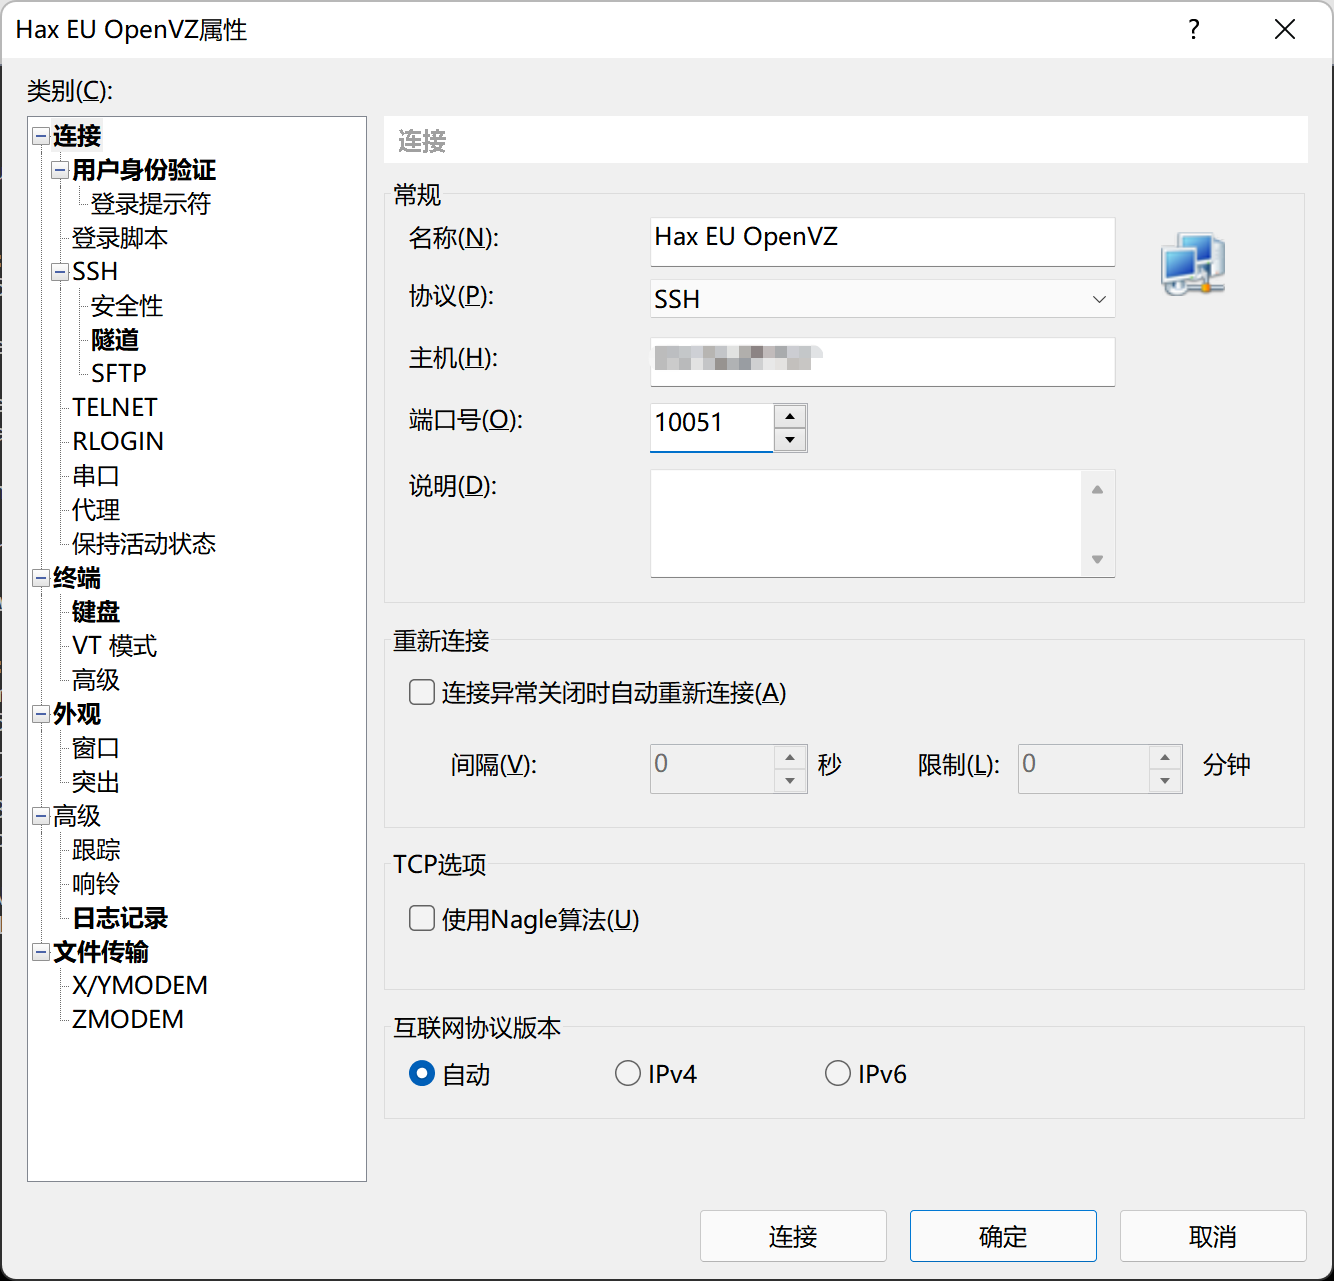 Hax EU OpenVZ属性
?
类别(C):
连接
用户身份验证
登录提示符
登录脚本
SSH
安全性
隧道
SFTP
TELNET
RLOGIN
串口
代理
保持活动状态
终端
键盘
VT 模式
高级
外观
窗口
突出
高级
跟踪
响铃
日志记录
文件传输
X/YMODEM
ZMODEM
连接
常规
名称(N): Hax EU OpenVZ
协议(P): SSH
主机(H):
端口号(O): 10051
说明(D):
重新连接
连接异常关闭时自动重新连接(A)
间隔(V): 0 秒 限制(L): 0 分钟
TCP选项
使用Nagle算法(U)
互联网协议版本
自动 IPv4 IPv6
连接 确定 取消